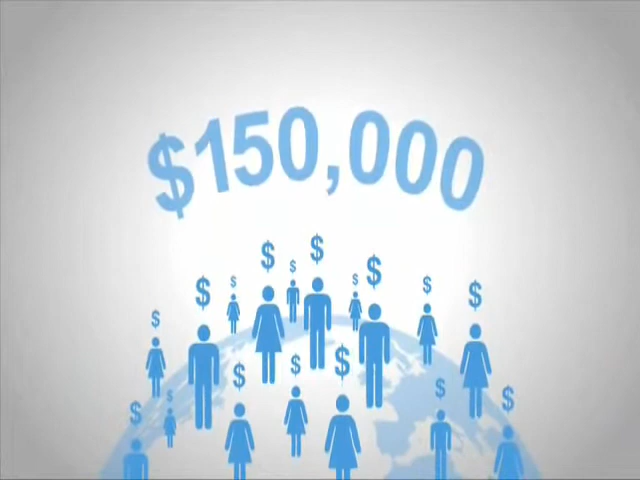 $150,000
$ $ $ $ $ $ $
$ $ $ $
$ $ $ $
$ $ $